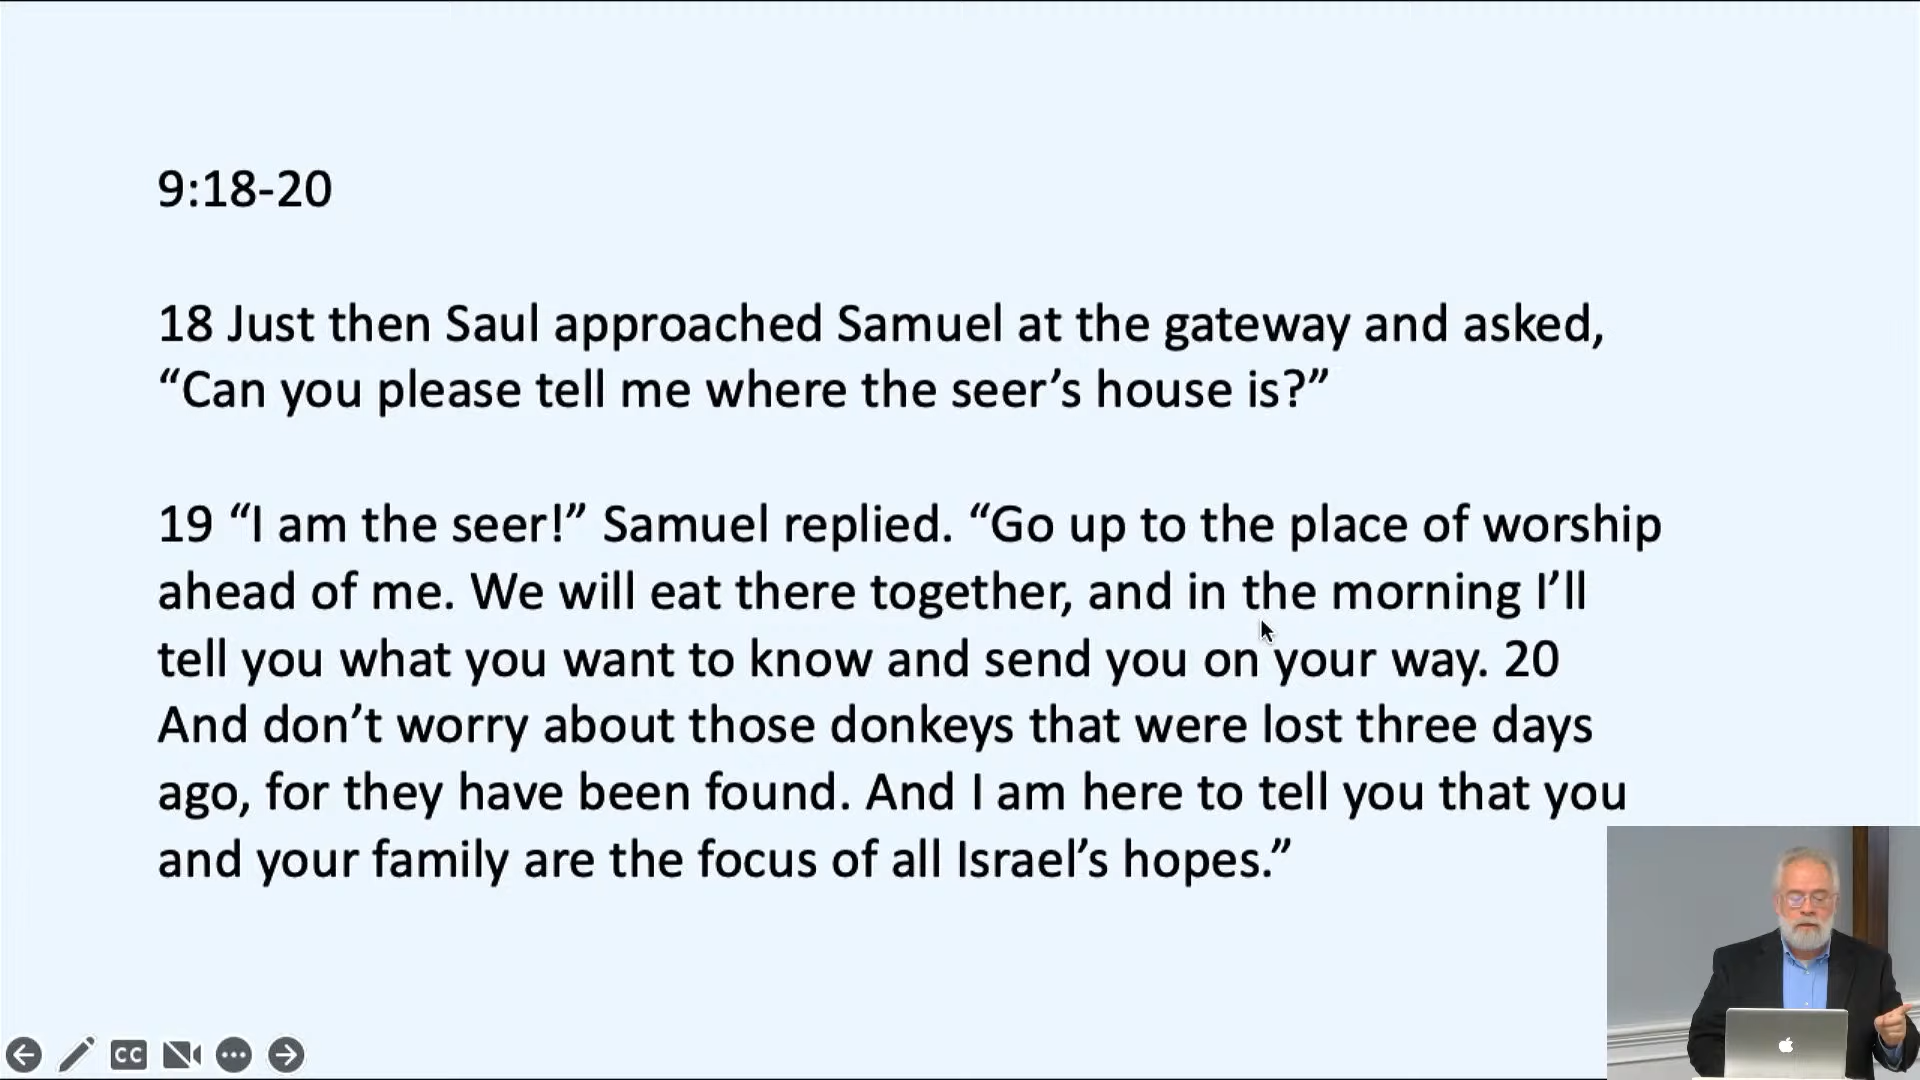 9:18-20
18 Just then Saul approached Samuel at the gateway and asked,
“Can you please tell me where the seer’s house is?”
19 “I am the seer!” Samuel replied. “Go up to the place of worship
ahead of me. We will eat there together, and in the morning I’ll
tell you what you want to know and send you on your way. 20
And don’t worry about those donkeys that were lost three days
ago, for they have been found. And I am here to tell you that you
and your family are the focus of all Israel’s hopes.”
CC